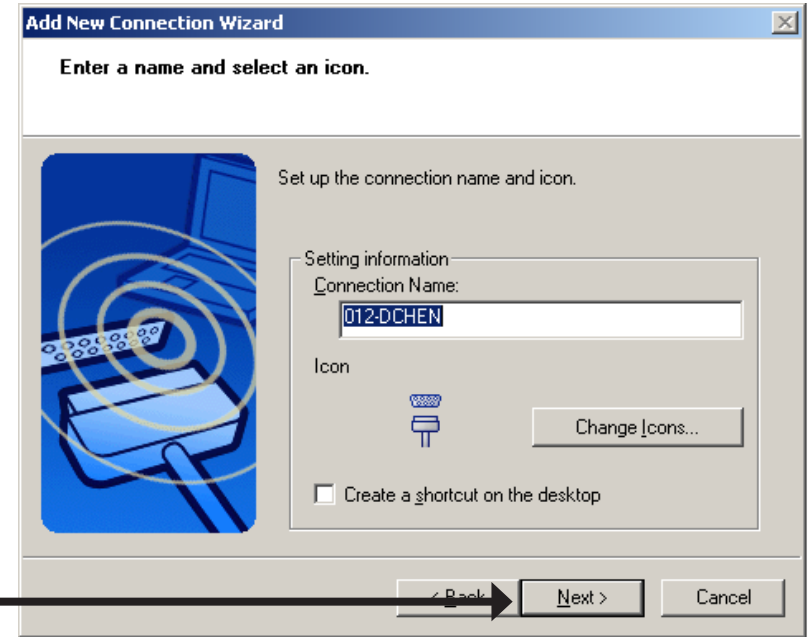 Add New Connection Wizard
Enter a name and select an icon.
Set up the connection name and icon.
Setting information
Connection Name:
012-DCHEN
Icon
Change Icons...
Create a shortcut on the desktop
< Back
Next >
Cancel